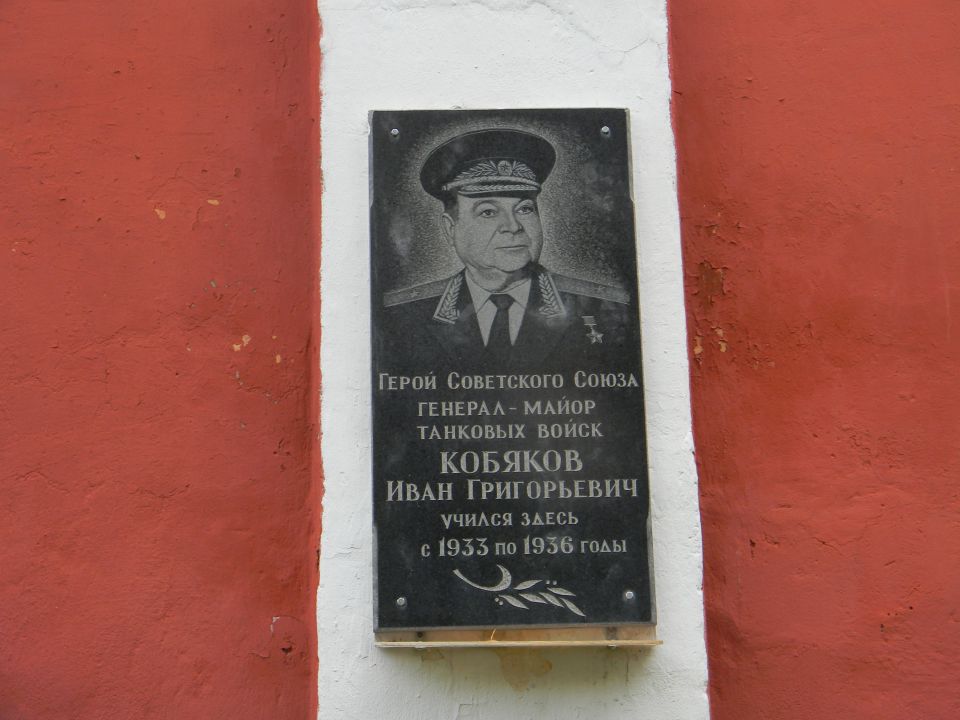 Герой Советского Союза
генерал-майор
танковых войск
КОБЯКОВ
Иван Григорьевич
учился здесь
с 1933 по 1936 годы